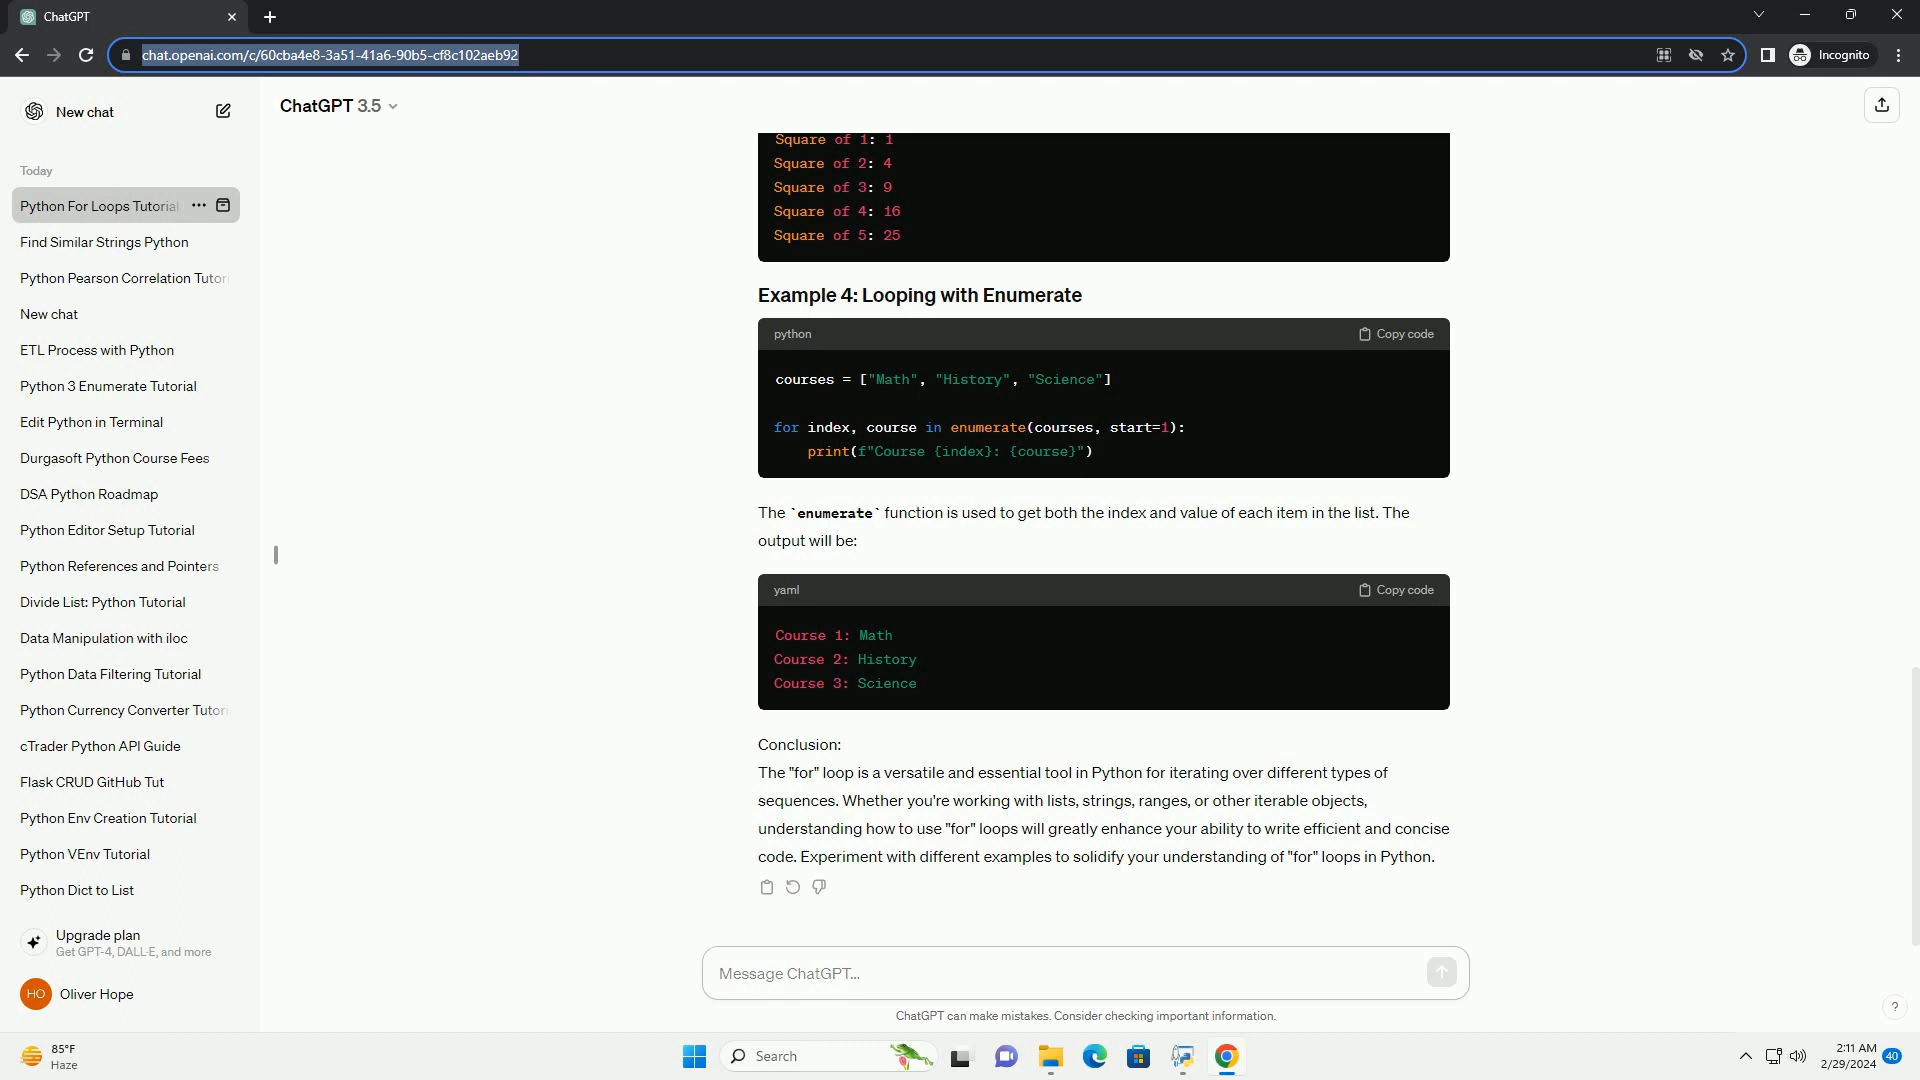 ChatGPT
chat.openai.com/c/60cba4e8-3a51-41a6-90b5-cf8c102aeb92
Incognito
New chat
Today
Python For Loops Tutorial
Find Similar Strings Python
Python Pearson Correlation Tutori
New chat
ETL Process with Python
Python 3 Enumerate Tutorial
Edit Python in Terminal
Durgasoft Python Course Fees
DSA Python Roadmap
Python Editor Setup Tutorial
Python References and Pointers
Divide List: Python Tutorial
Data Manipulation with iloc
Python Data Filtering Tutorial
Python Currency Converter Tutori
cTrader Python API Guide
Flask CRUD GitHub Tut
Python Env Creation Tutorial
Python VEnv Tutorial
Python Dict to List
Upgrade plan
Get GPT-4, DALL·E, and more
HO Oliver Hope
ChatGPT 3.5
Square of 1: 1
Square of 2: 4
Square of 3: 9
Square of 4: 16
Square of 5: 25
Example 4: Looping with Enumerate
python Copy code
courses = ["Math", "History", "Science"]
for index, course in enumerate(courses, start=1):
print(f"Course {index}: {course}")
The `enumerate` function is used to get both the index and value of each item in the list. The
output will be:
yaml Copy code
Course 1: Math
Course 2: History
Course 3: Science
Conclusion:
The "for" loop is a versatile and essential tool in Python for iterating over different types of
sequences. Whether you're working with lists, strings, ranges, or other iterable objects,
understanding how to use "for" loops will greatly enhance your ability to write efficient and concise
code. Experiment with different examples to solidify your understanding of "for" loops in Python.
Message ChatGPT...
ChatGPT can make mistakes. Consider checking important information.
?
85°F
Haze
Search
2:11 AM
2/29/2024
40